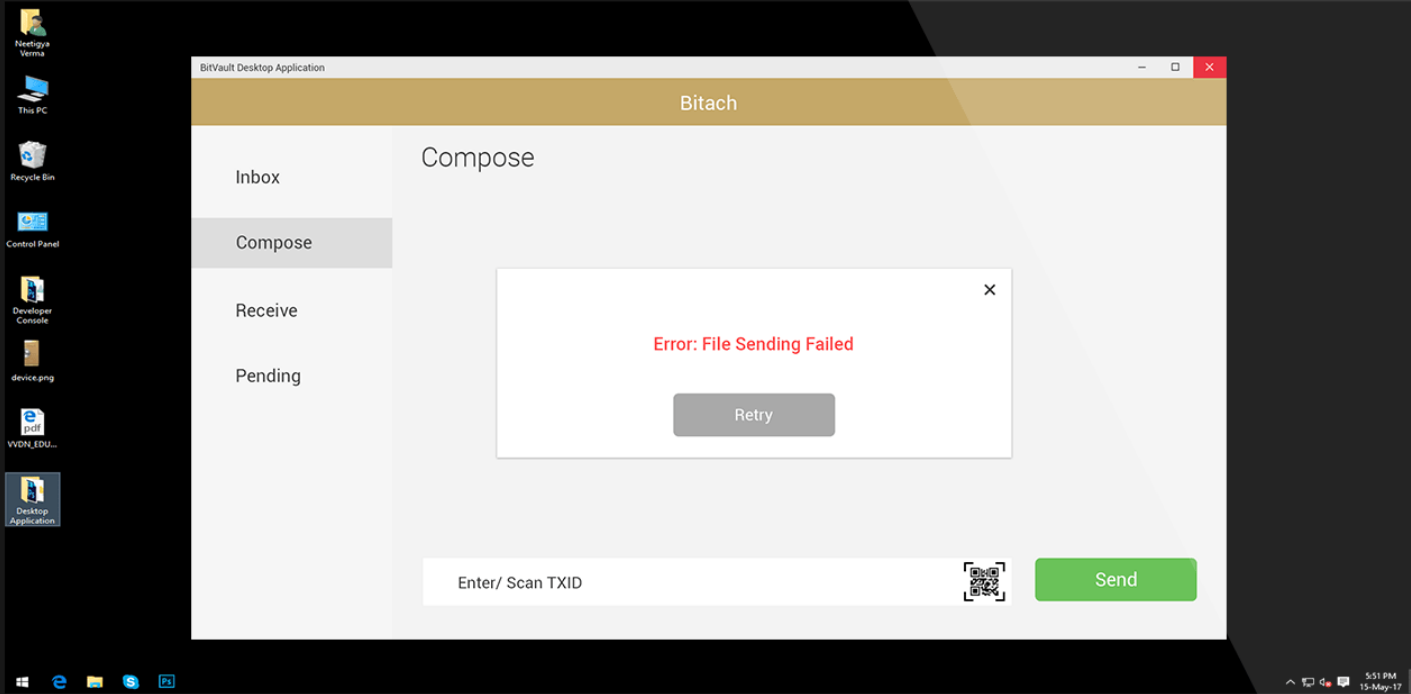 Neetigya
Verma
This PC
Recycle Bin
Control Panel
Developer
Console
device.png
pdf
VVDN_EDU...
Desktop
Application
BitVault Desktop Application
Bitach
Inbox
Compose
Receive
Pending
Compose
Error: File Sending Failed
Retry
Enter/ Scan TXID
Send
Ps
5:51 PM
15-May-17